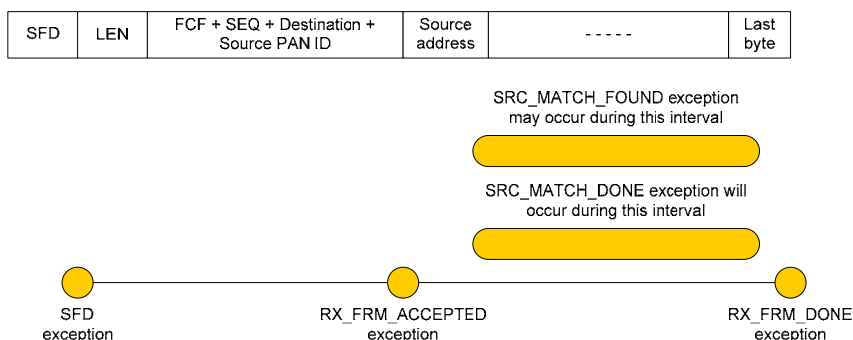 SFD
LEN
FCF + SEQ + Destination +
Source PAN ID
Source
address
- - - - -
Last
byte
SRC_MATCH_FOUND exception
may occur during this interval
SRC_MATCH_DONE exception will
occur during this interval
SFD
exception
RX_FRM_ACCEPTED
exception
RX_FRM_DONE
exception